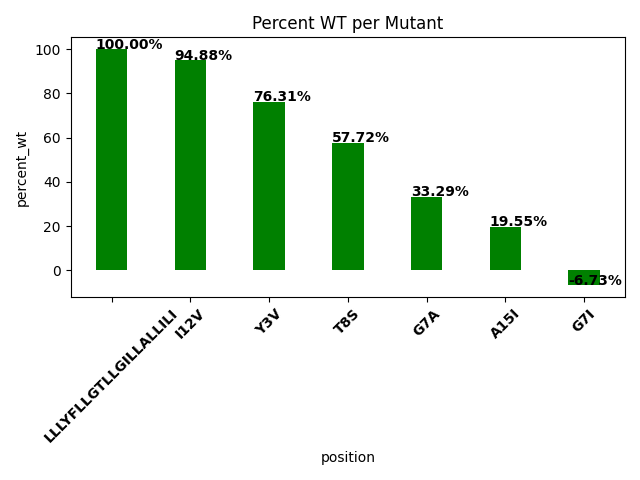 Percent WT per Mutant
percent_wt
100
80
60
40
20
0
100.00%
94.88%
76.31%
57.72%
33.29%
19.55%
-6.73%
LLLYFLLGTLLGILLALLILI
I12V
Y3V
T8S
G7A
A15I
G7I
position